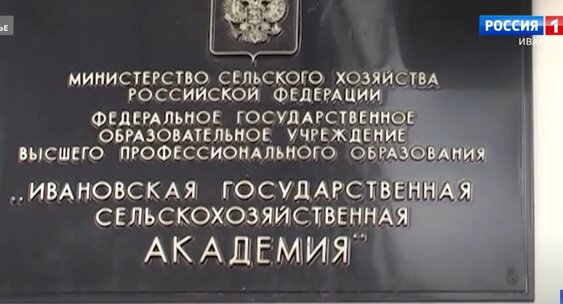 РОССИЯ 1
МИНИСТЕРСТВО СЕЛЬСКОГО ХОЗЯЙСТВА
РОССИЙСКОЙ ФЕДЕРАЦИИ
ФЕДЕРАЛЬНОЕ ГОСУДАРСТВЕННОЕ
ОБРАЗОВАТЕЛЬНОЕ УЧРЕЖДЕНИЕ
ВЫСШЕГО ПРОФЕССИОНАЛЬНОГО ОБРАЗОВАНИЯ
„ИВАНОВСКАЯ ГОСУДАРСТВЕННАЯ
СЕЛЬСКОХОЗЯЙСТВЕННАЯ
АКАДЕМИЯ"